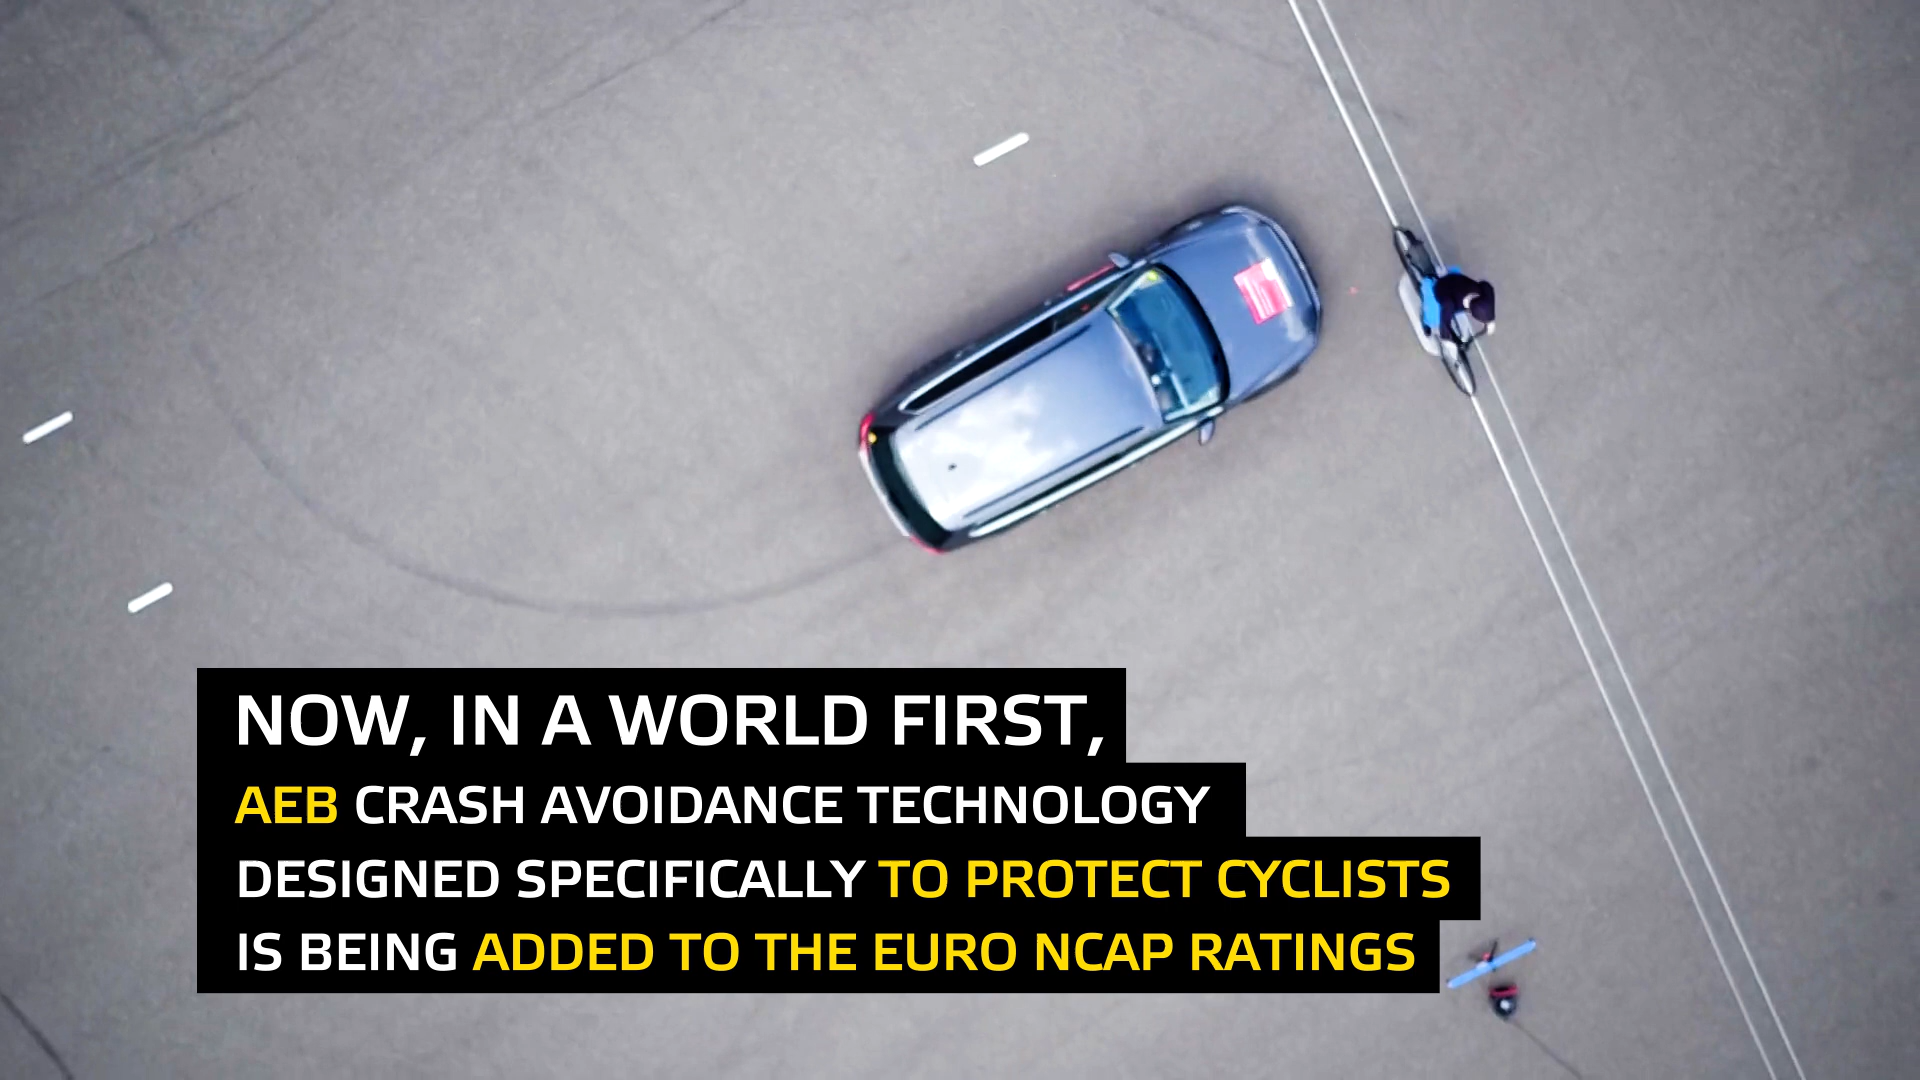 NOW, IN A WORLD FIRST,
AEB CRASH AVOIDANCE TECHNOLOGY
DESIGNED SPECIFICALLY TO PROTECT CYCLISTS
IS BEING ADDED TO THE EURO NCAP RATINGS